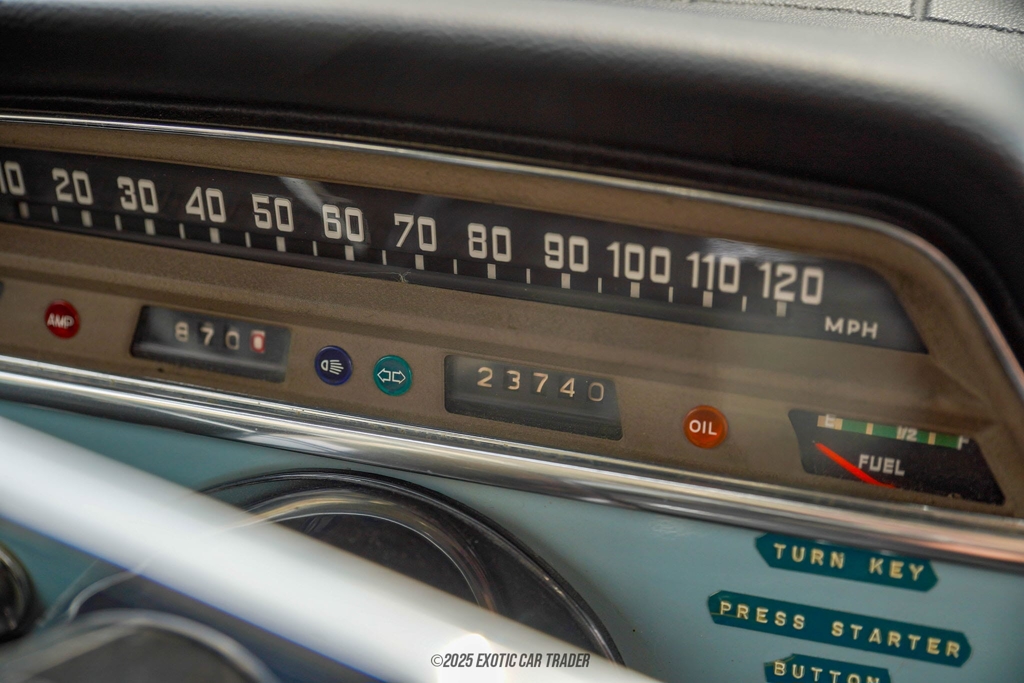 10 20 30 40 50 60 70 80 90 100 110 120
MPH
AMP
23740
OIL
E 1/2 F
FUEL
TURN KEY
PRESS STARTER
BUTTON
©2025 EXOTIC CAR TRADER